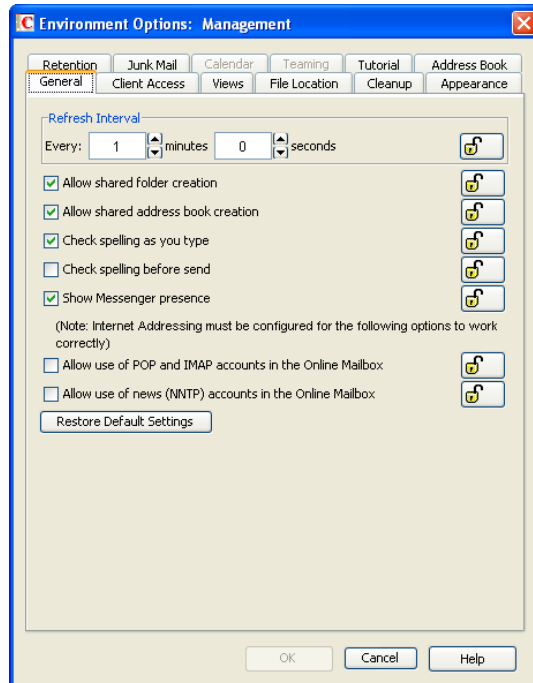 Environment Options: Management
Retention Junk Mail Calendar Teaming Tutorial Address Book
General Client Access Views File Location Cleanup Appearance
Refresh Interval
Every: 1 minutes 0 seconds
Allow shared folder creation
Allow shared address book creation
Check spelling as you type
Check spelling before send
Show Messenger presence
(Note: Internet Addressing must be configured for the following options to work
correctly)
Allow use of POP and IMAP accounts in the Online Mailbox
Allow use of news (NNTP) accounts in the Online Mailbox
Restore Default Settings
OK Cancel Help